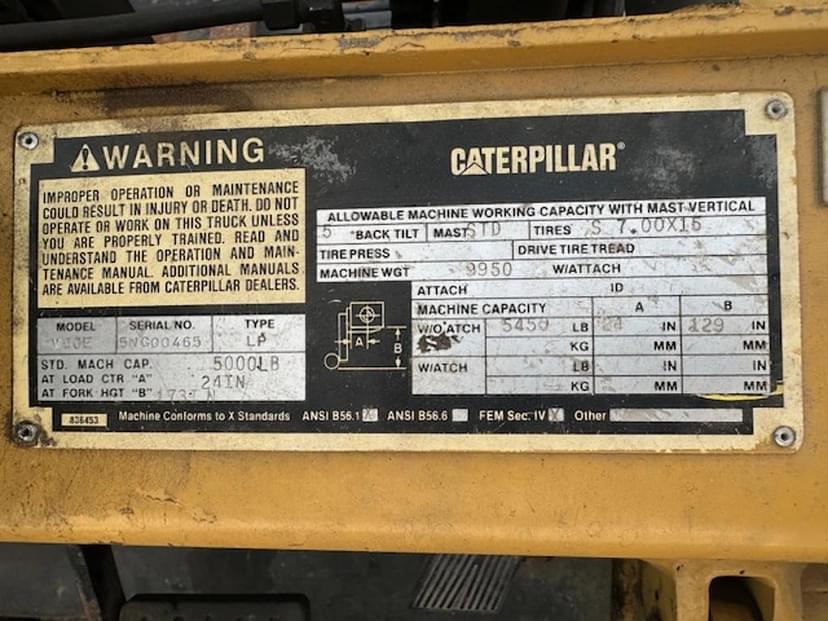 WARNING
IMPROPER OPERATION OR MAINTENANCE
COULD RESULT IN INJURY OR DEATH. DO NOT
OPERATE OR WORK ON THIS TRUCK UNLESS
YOU ARE PROPERLY TRAINED. READ AND
UNDERSTAND THE OPERATION AND MAIN-
TENANCE MANUAL. ADDITIONAL MANUALS
ARE AVAILABLE FROM CATERPILLAR DEALERS.
MODEL SERIAL NO. TYPE
5NG00465 LP
STD. MACH CAP. 5000LB
AT LOAD CTR "A" 24IN
AT FORK HGT "B" 173IN
CATERPILLAR®
ALLOWABLE MACHINE WORKING CAPACITY WITH MAST VERTICAL
5 °BACK TILT MAST STD TIRES S 7.00X15
TIRE PRESS DRIVE TIRE TREAD
MACHINE WGT 9950 W/ATTACH
ATTACH ID
MACHINE CAPACITY A B
W/O ATCH 5450 LB 24 IN 129 IN
KG MM MM
W/ATCH LB IN IN
KG MM MM
A
B
836453 Machine Conforms to X Standards ANSI B56.1 X ANSI B56.6 FEM Sec. IV X Other